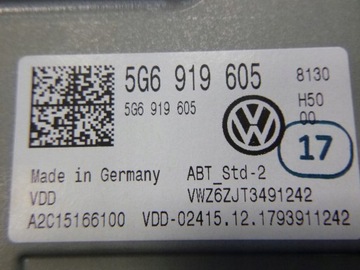 5G6 919 605 8130
5G6 919 605 H50
00
17
Made in Germany ABT_Std-2
VDD VWZ6ZJT3491242
A2C15166100 VDD-02415.12.1793911242